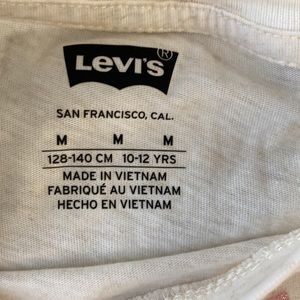 Levi's®
SAN FRANCISCO, CAL.
M M M
128-140 CM 10-12 YRS
MADE IN VIETNAM
FABRIQUÉ AU VIETNAM
HECHO EN VIETNAM